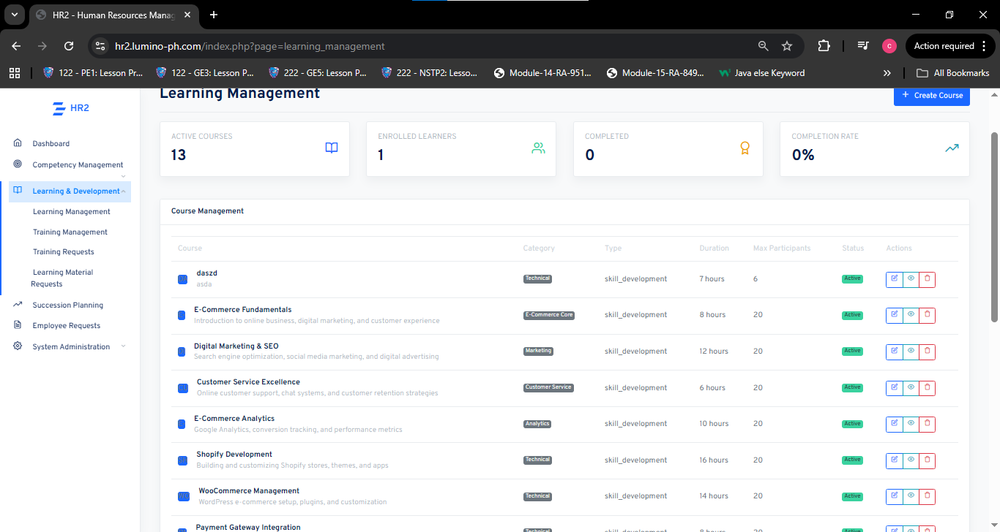 HR2 - Human Resources Manag
hr2.lumino-ph.com/index.php?page=learning_management
C
Action required
122 - PE1: Lesson Pr...
122 - GE3: Lesson P...
222 - GE5: Lesson P...
222 - NSTP2: Lesso...
Module-14-RA-951...
Module-15-RA-849...
Java else Keyword
All Bookmarks
HR2
Dashboard
Competency Management
Learning & Development
Learning Management
Training Management
Training Requests
Learning Material
Requests
Succession Planning
Employee Requests
System Administration
Learning Management
+ Create Course
ACTIVE COURSES
13
ENROLLED LEARNERS
1
COMPLETED
0
COMPLETION RATE
0%
Course Management
Course Category Type Duration Max Participants Status Actions
daszd
asda
Technical skill_development 7 hours 6 Active
E-Commerce Fundamentals
Introduction to online business, digital marketing, and customer experience
E-Commerce Core skill_development 8 hours 20 Active
Digital Marketing & SEO
Search engine optimization, social media marketing, and digital advertising
Marketing skill_development 12 hours 20 Active
Customer Service Excellence
Online customer support, chat systems, and customer retention strategies
Customer Service skill_development 6 hours 20 Active
E-Commerce Analytics
Google Analytics, conversion tracking, and performance metrics
Analytics skill_development 10 hours 20 Active
Shopify Development
Building and customizing Shopify stores, themes, and apps
Technical skill_development 16 hours 20 Active
WooCommerce Management
WordPress e-commerce setup, plugins, and customization
Technical skill_development 14 hours 20 Active
Payment Gateway Integration
Technical skill_development 8 hours 20 Active